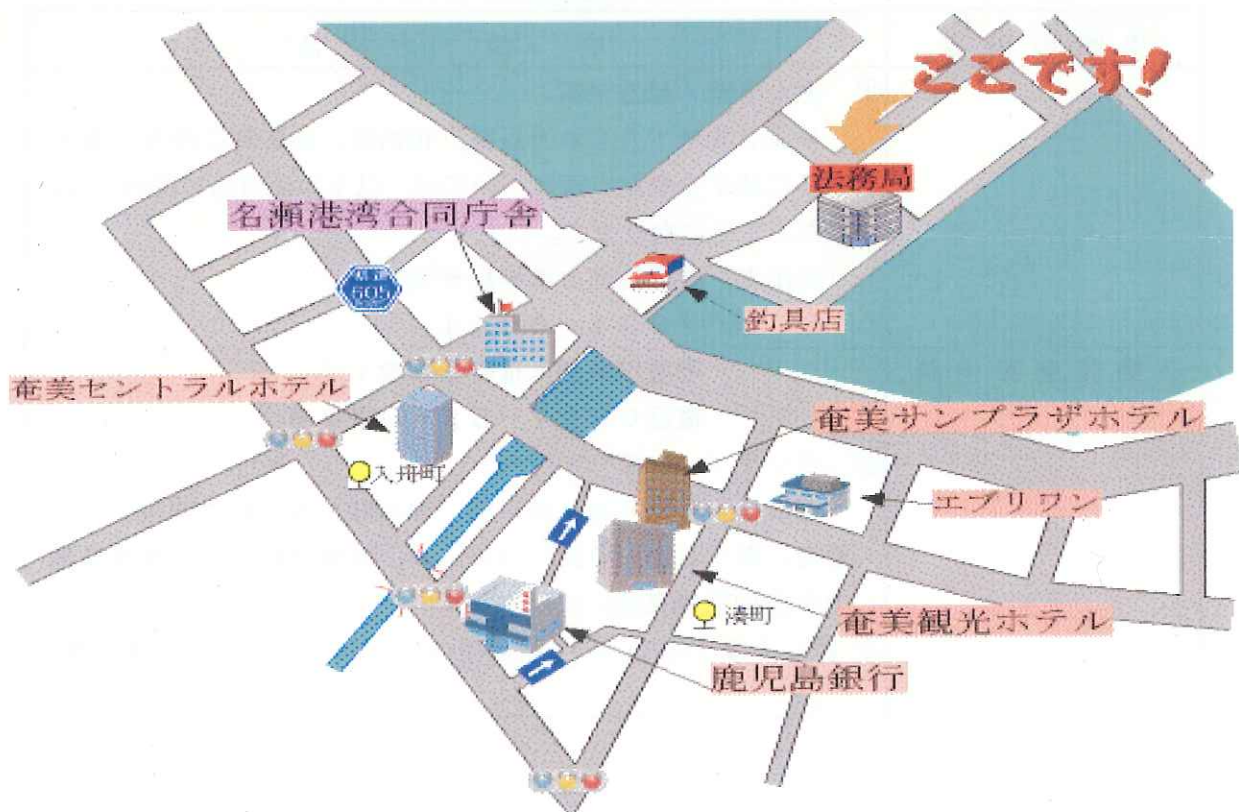 ここです!
法務局
名瀬港湾合同庁舎
県道
605
釣具店
奄美セントラルホテル
奄美サンプラザホテル
入舟町
エブリワン
湊町
奄美観光ホテル
鹿児島銀行